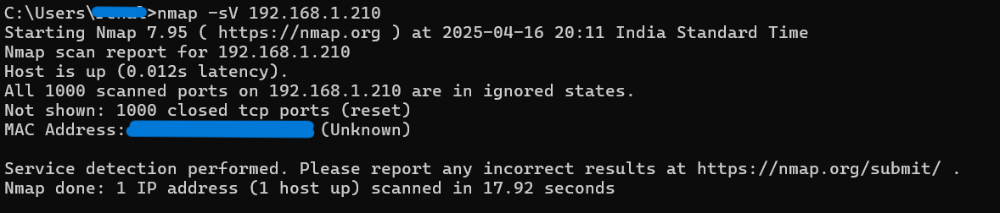 C:\Users\>nmap -sV 192.168.1.210
Starting Nmap 7.95 ( https://nmap.org ) at 2025-04-16 20:11 India Standard Time
Nmap scan report for 192.168.1.210
Host is up (0.012s latency).
All 1000 scanned ports on 192.168.1.210 are in ignored states.
Not shown: 1000 closed tcp ports (reset)
MAC Address: (Unknown)
Service detection performed. Please report any incorrect results at https://nmap.org/submit/ .
Nmap done: 1 IP address (1 host up) scanned in 17.92 seconds